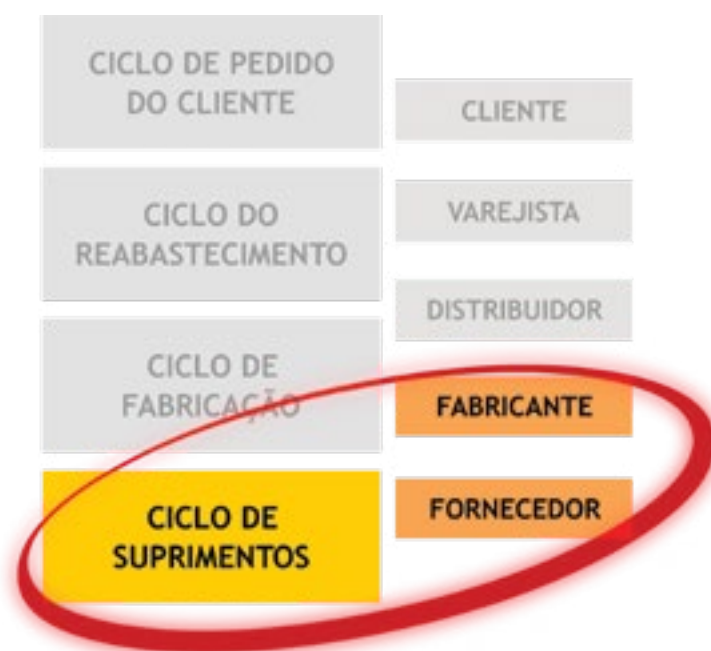 CICLO DE PEDIDO
DO CLIENTE
CLIENTE
CICLO DO
REABASTECIMENTO
VAREJISTA
DISTRIBUIDOR
CICLO DE
FABRICAÇÃO
FABRICANTE
CICLO DE
SUPRIMENTOS
FORNECEDOR